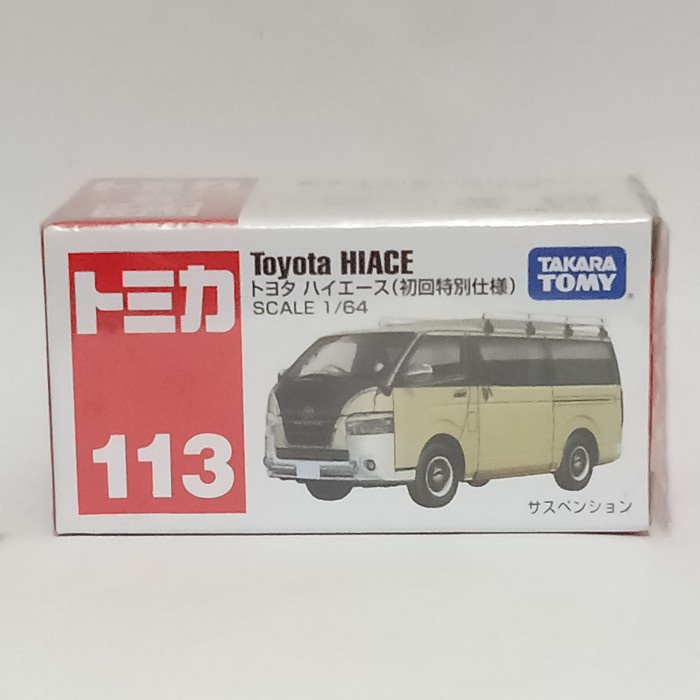 トミカ
113
Toyota HIACE
トヨタ ハイエース(初回特別仕様)
SCALE 1/64
TAKARA
TOMY
サスペンション